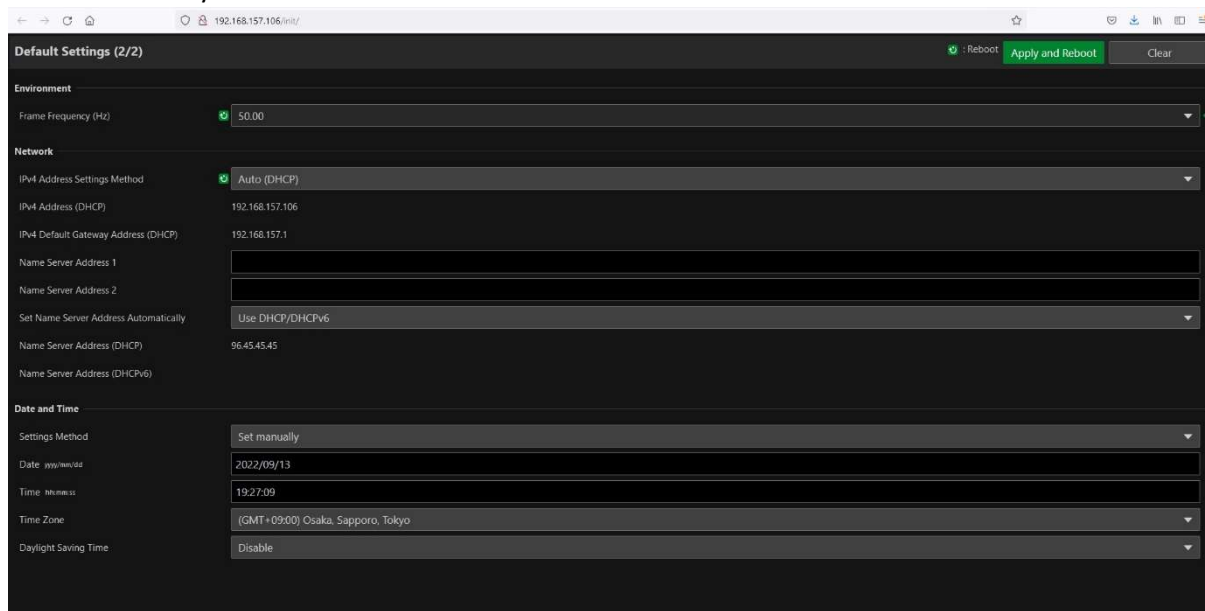 192.168.157.106/init/
Default Settings (2/2)
: Reboot
Apply and Reboot
Clear
Environment
Frame Frequency (Hz)
50.00
Network
IPv4 Address Settings Method
Auto (DHCP)
IPv4 Address (DHCP)
192.168.157.106
IPv4 Default Gateway Address (DHCP)
192.168.157.1
Name Server Address 1
Name Server Address 2
Set Name Server Address Automatically
Use DHCP/DHCPv6
Name Server Address (DHCP)
96.45.45.45
Name Server Address (DHCPv6)
Date and Time
Settings Method
Set manually
Date yyyy/mm/dd
2022/09/13
Time hh:mm:ss
19:27:09
Time Zone
(GMT+09:00) Osaka, Sapporo, Tokyo
Daylight Saving Time
Disable